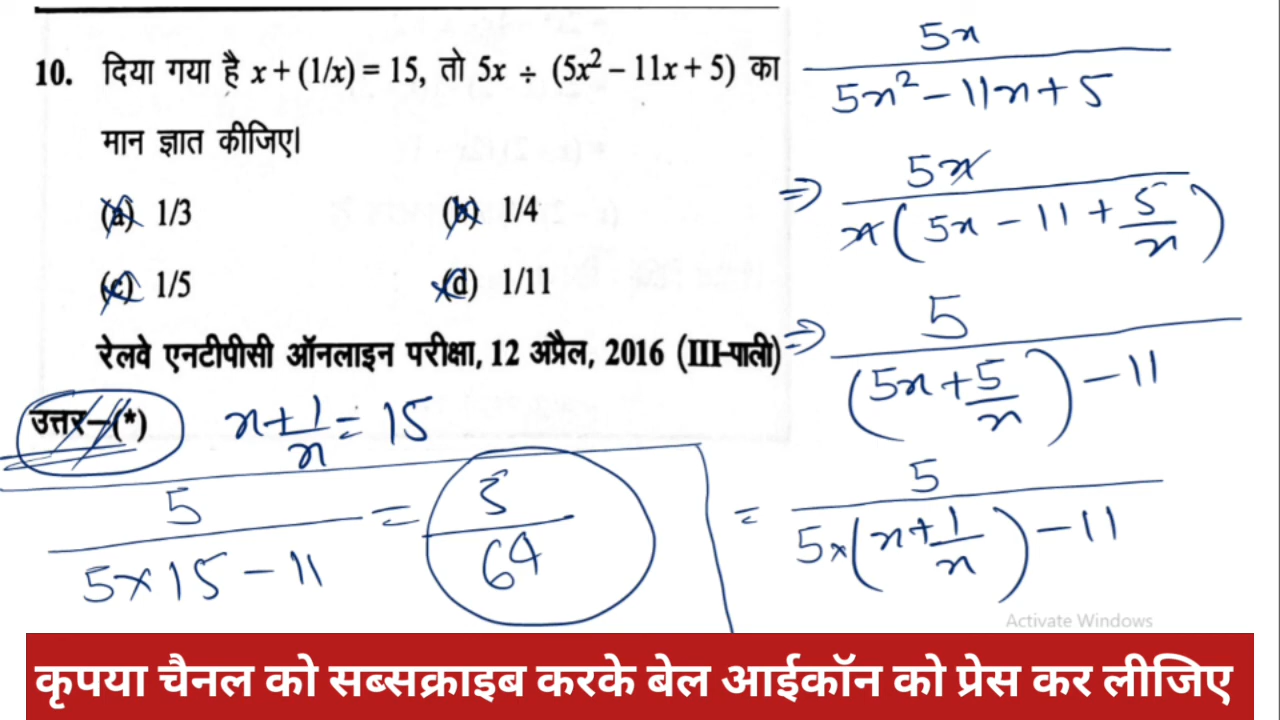 10. दिया गया है x + (1/x) = 15, तो 5x ÷ (5x² – 11x + 5) का
मान ज्ञात कीजिए।
(a) 1/3 (b) 1/4
(c) 1/5 (d) 1/11
रेलवे एनटीपीसी ऑनलाइन परीक्षा, 12 अप्रैल, 2016 (III-पाली)
उत्तर–(*)
x + 1/x = 15
5x / 5x² – 11x + 5
⇒ 5x / x(5x – 11 + 5/x)
⇒ 5 / (5x + 5/x) – 11
= 5 / 5×(x + 1/x) – 11
5 / 5×15 – 11 = 5/64
Activate Windows
कृपया चैनल को सब्सक्राइब करके बेल आईकॉन को प्रेस कर लीजिए